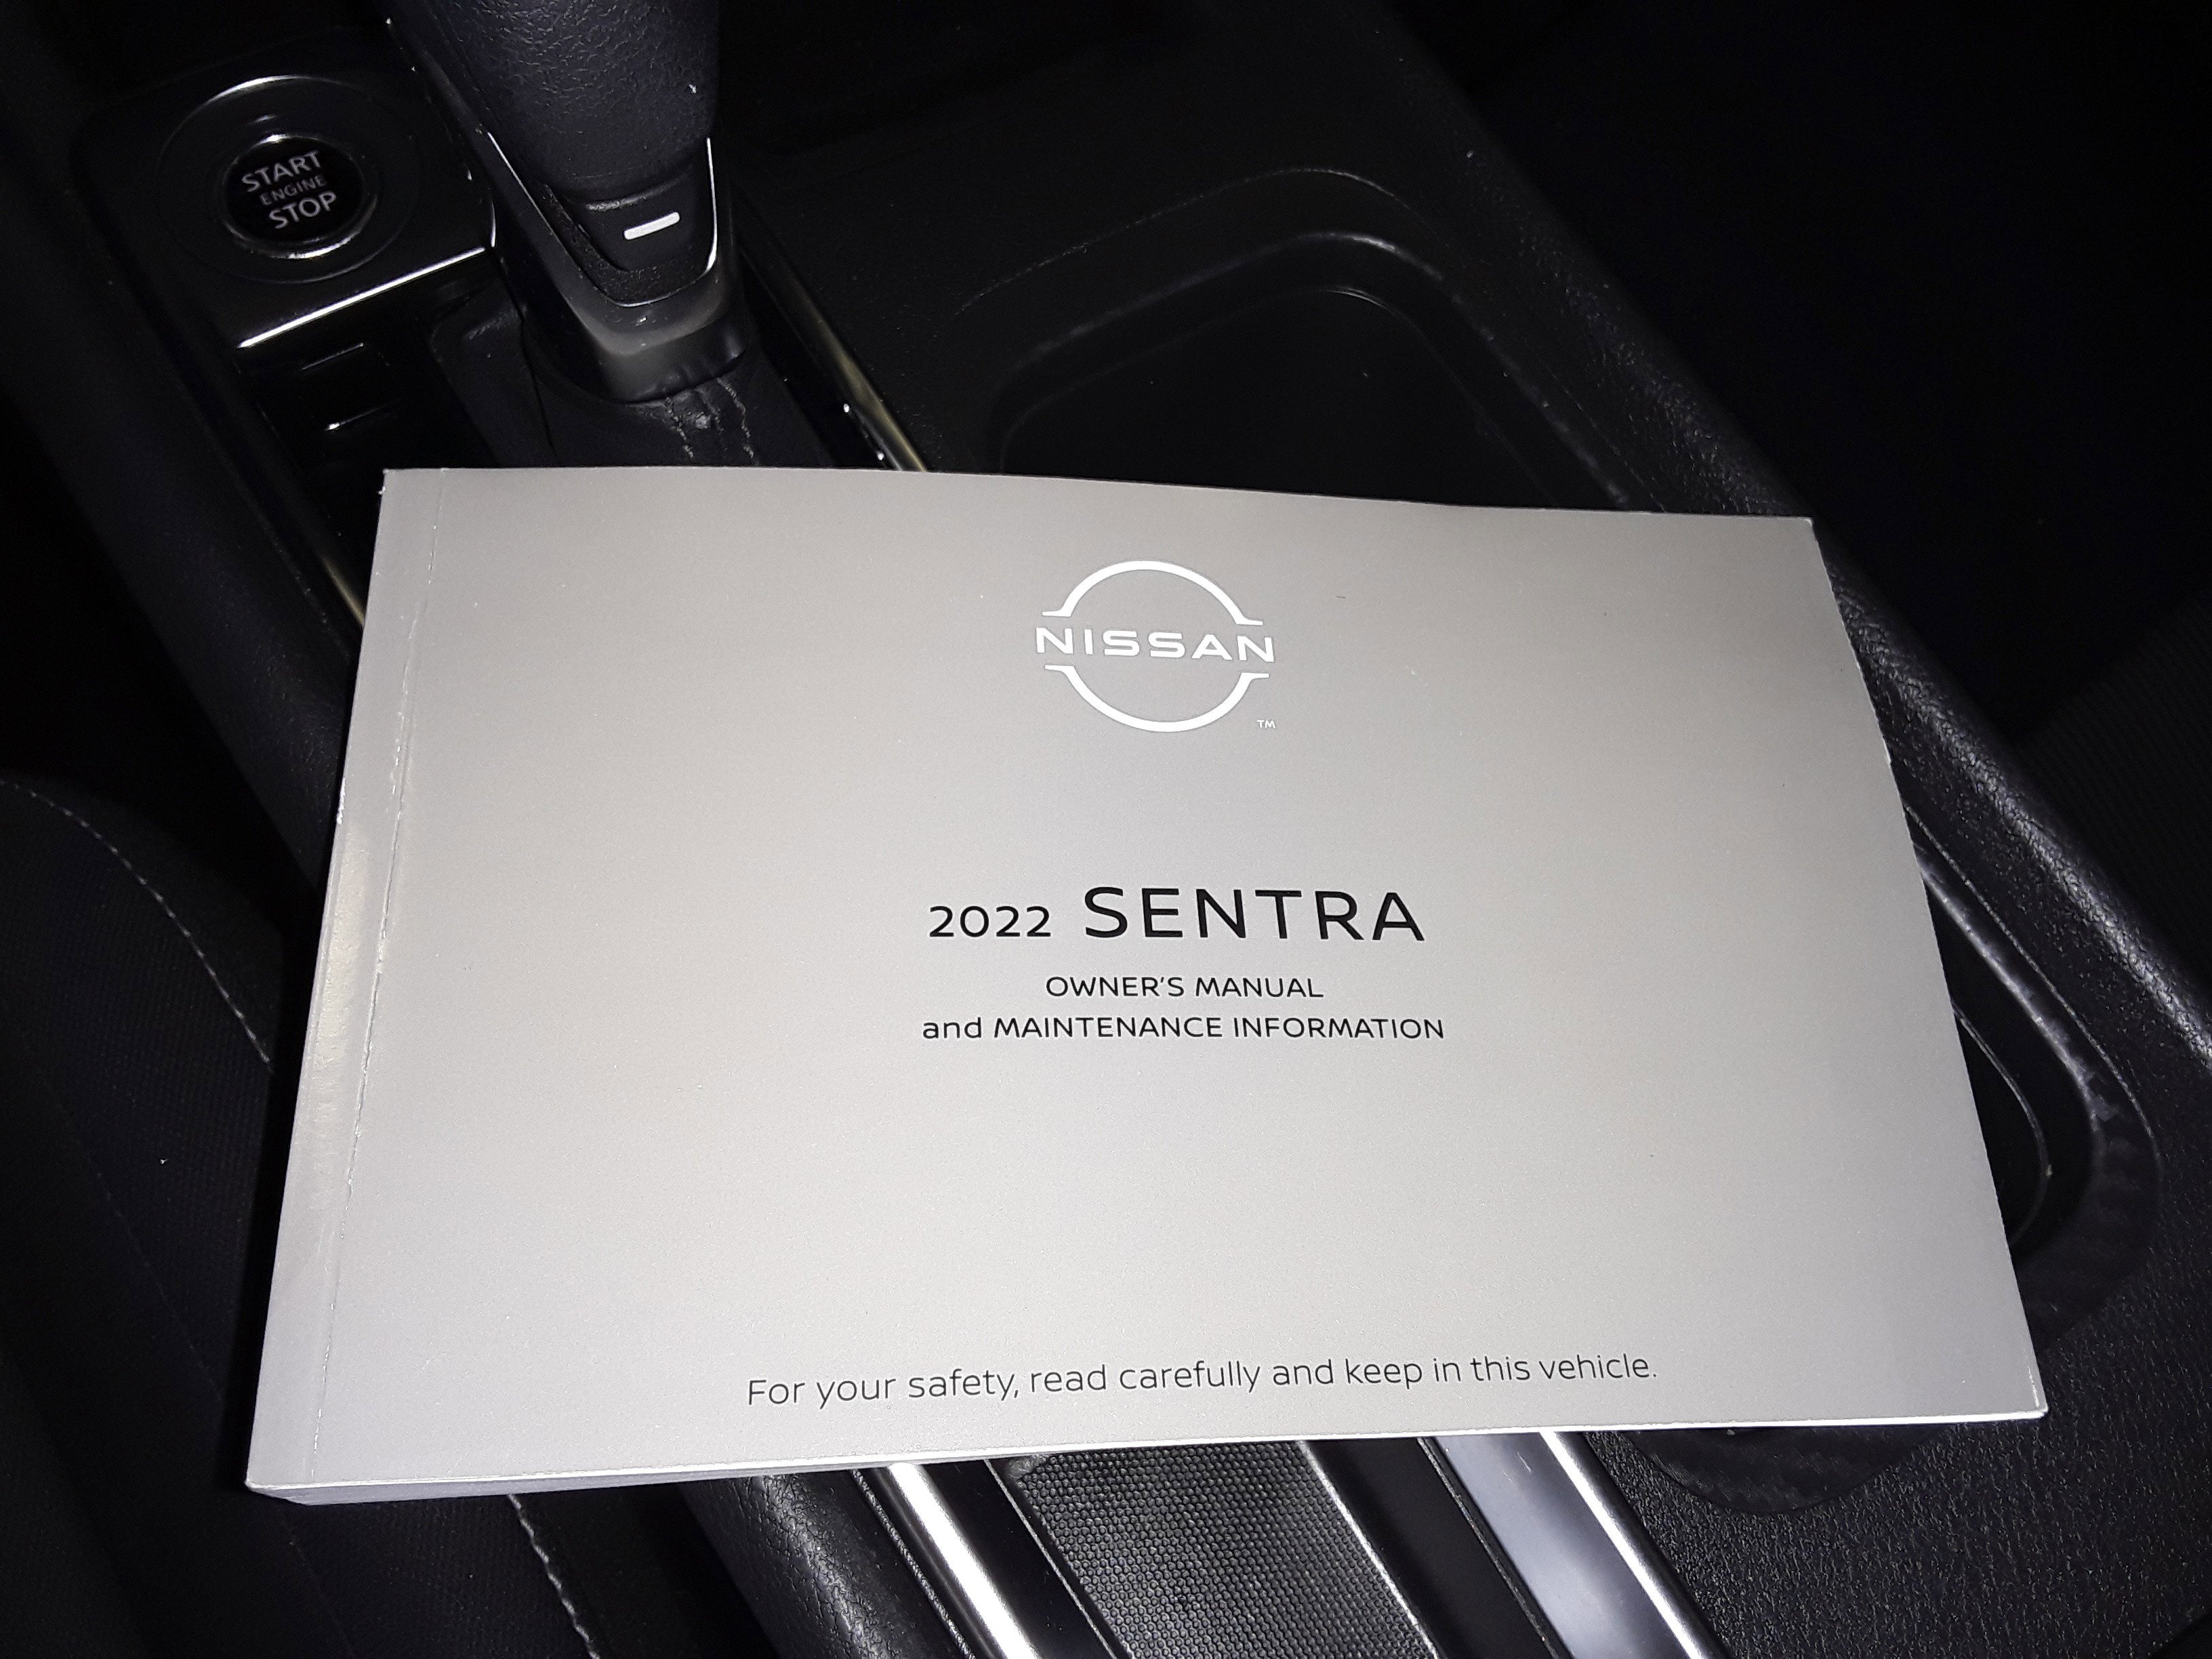 START
ENGINE
STOP
NISSAN
TM
2022 SENTRA
OWNER'S MANUAL
and MAINTENANCE INFORMATION
For your safety, read carefully and keep in this vehicle.